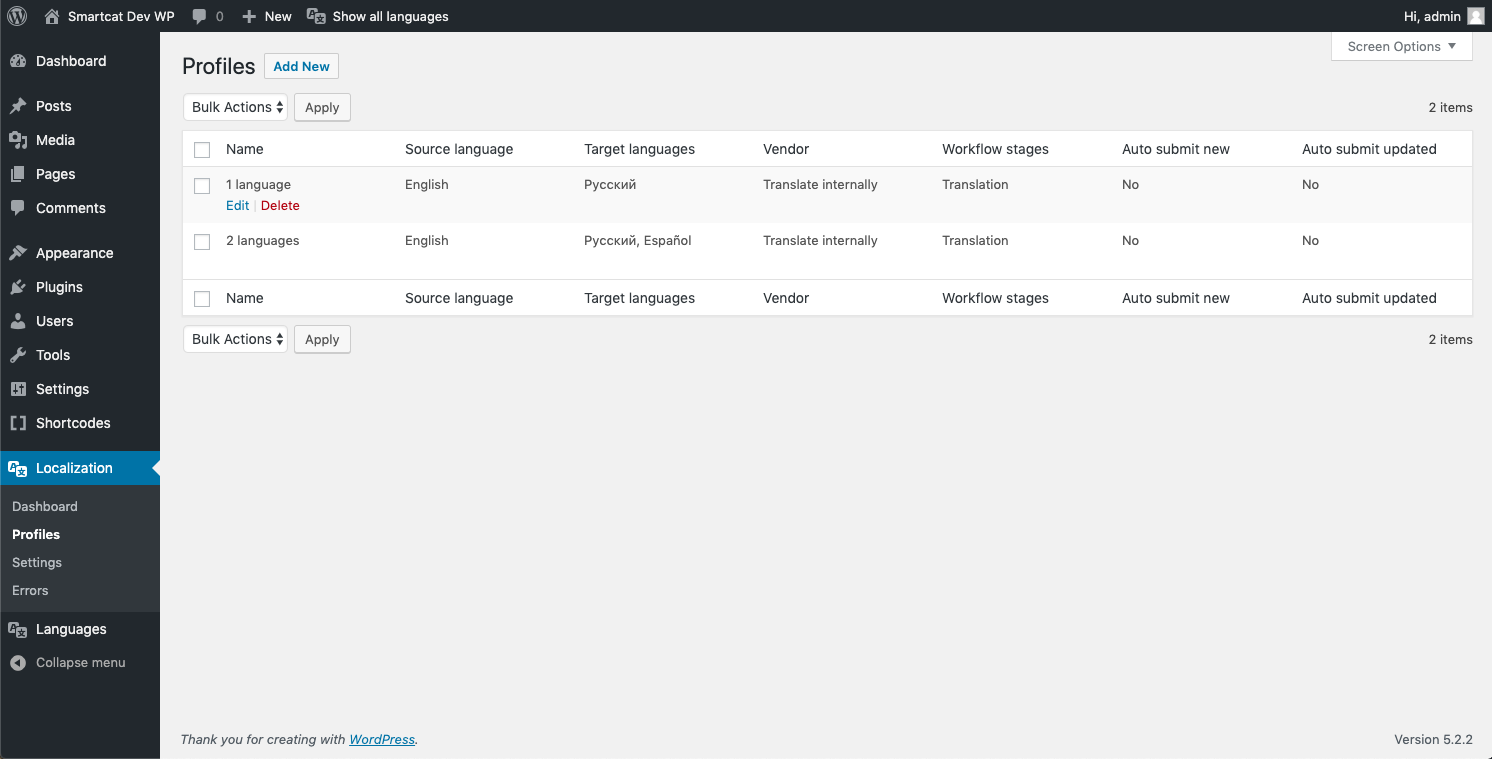 Smartcat Dev WP 0 New Show all languages Hi, admin
Screen Options
Dashboard
Posts
Media
Pages
Comments
Appearance
Plugins
Users
Tools
Settings
Shortcodes
Localization
Dashboard
Profiles
Settings
Errors
Languages
Collapse menu
Profiles Add New
Bulk Actions Apply 2 items
Name Source language Target languages Vendor Workflow stages Auto submit new Auto submit updated
1 language English Русский Translate internally Translation No No
Edit | Delete
2 languages English Русский, Español Translate internally Translation No No
Name Source language Target languages Vendor Workflow stages Auto submit new Auto submit updated
Bulk Actions Apply 2 items
Thank you for creating with WordPress. Version 5.2.2